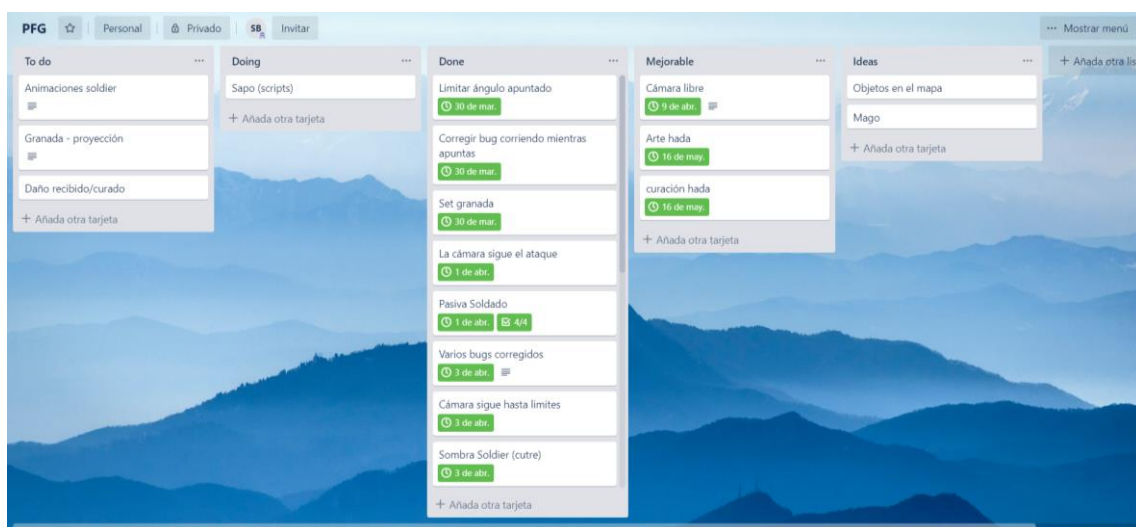 PFG Personal Privado SB Invitar ··· Mostrar menú
To do ···
Animaciones soldier
Granada - proyección
Daño recibido/curado
+ Añada otra tarjeta
Doing ···
Sapo (scripts)
+ Añada otra tarjeta
Done ···
Limitar ángulo apuntado
30 de mar.
Corregir bug corriendo mientras
apuntas
30 de mar.
Set granada
30 de mar.
La cámara sigue el ataque
1 de abr.
Pasiva Soldado
1 de abr. 4/4
Varios bugs corregidos
3 de abr.
Cámara sigue hasta limites
3 de abr.
Sombra Soldier (cutre)
3 de abr.
+ Añada otra tarjeta
Mejorable ···
Cámara libre
9 de abr.
Arte hada
16 de may.
curación hada
16 de may.
+ Añada otra tarjeta
Ideas ···
Objetos en el mapa
Mago
+ Añada otra tarjeta
+ Añada otra lis